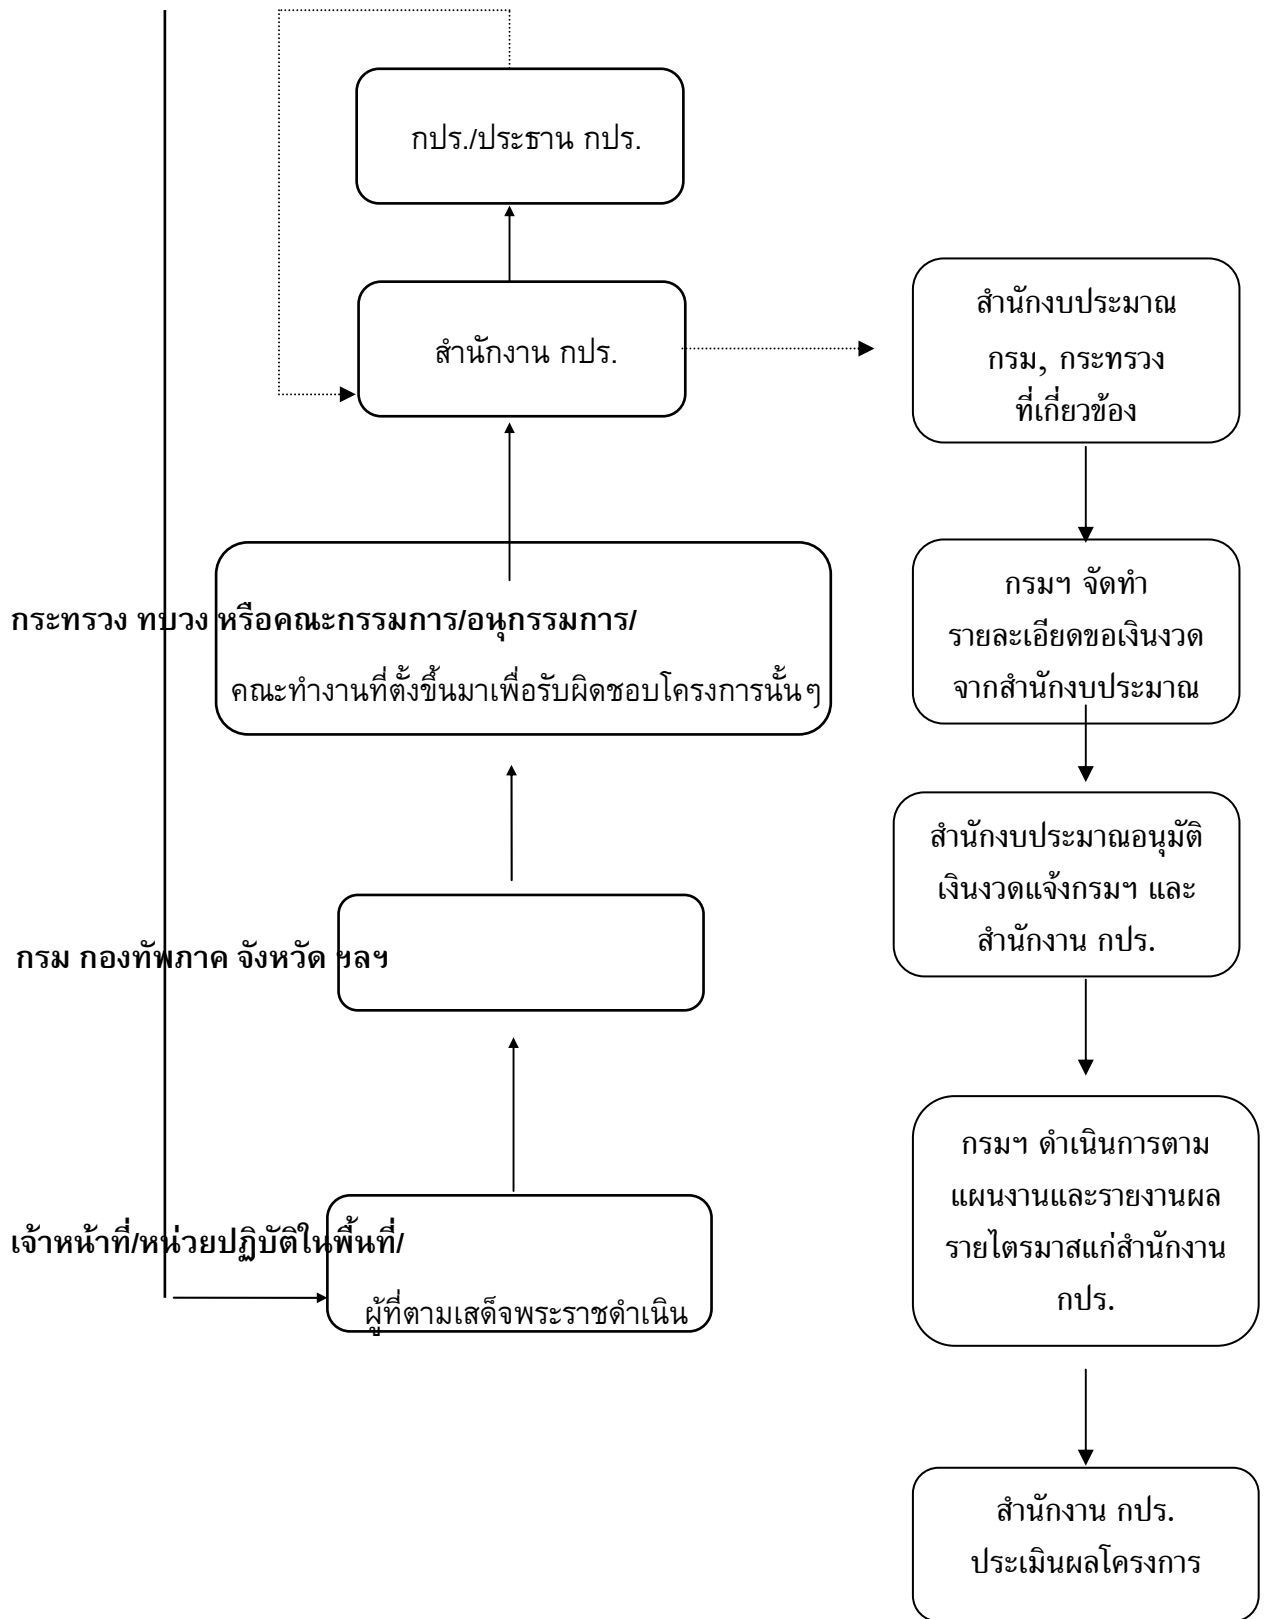 กปร./ประธาน กปร.
สำนักงาน กปร.
กระทรวง ทบวง หรือคณะกรรมการ/อนุกรรมการ/
คณะทำงานที่ตั้งขึ้นมาเพื่อรับผิดชอบโครงการนั้นๆ
กรม กองทัพภาค จังหวัด ฯลฯ
เจ้าหน้าที่/หน่วยปฏิบัติในพื้นที่/
ผู้ที่ตามเสด็จพระราชดำเนิน
สำนักงบประมาณ
กรม, กระทรวง
ที่เกี่ยวข้อง
กรมฯ จัดทำ
รายละเอียดขอเงินงวด
จากสำนักงบประมาณ
สำนักงบประมาณอนุมัติ
เงินงวดแจ้งกรมฯ และ
สำนักงาน กปร.
กรมฯ ดำเนินการตาม
แผนงานและรายงานผล
รายไตรมาสแก่สำนักงาน
กปร.
สำนักงาน กปร.
ประเมินผลโครงการ